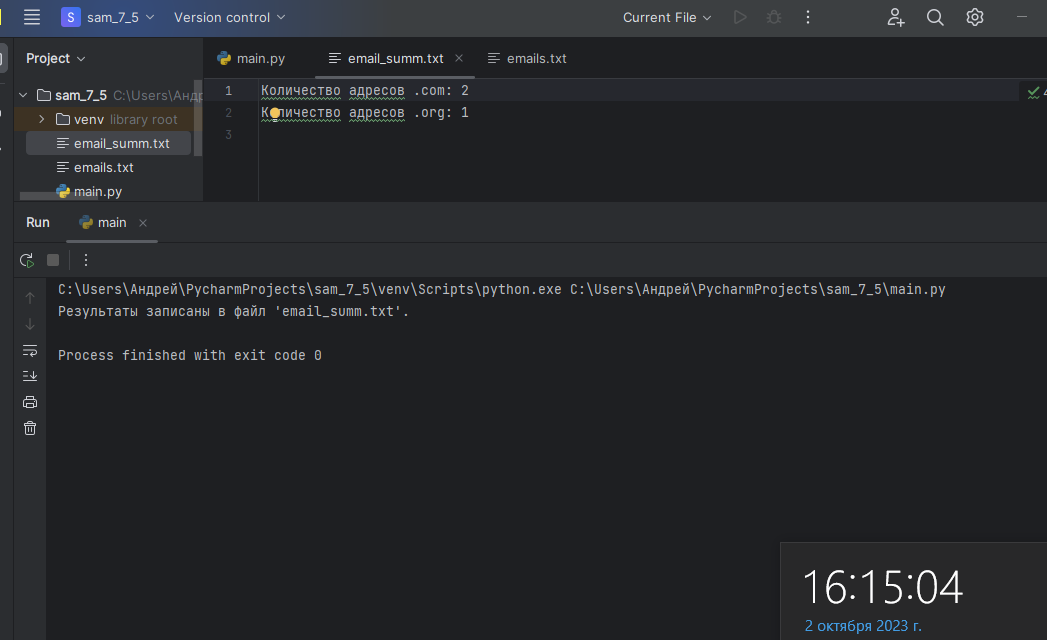 S sam_7_5 Version control Current File
Project main.py email_summ.txt emails.txt
sam_7_5 C:\Users\Андр
venv library root
email_summ.txt
emails.txt
main.py
1 Количество адресов .com: 2
2 Количество адресов .org: 1
3
Run main
C:\Users\Андрей\PycharmProjects\sam_7_5\venv\Scripts\python.exe C:\Users\Андрей\PycharmProjects\sam_7_5\main.py
Результаты записаны в файл 'email_summ.txt'.
Process finished with exit code 0
16:15:04
2 октября 2023 г.